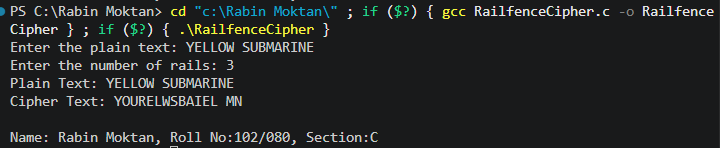 PS C:\Rabin Moktan> cd "c:\Rabin Moktan\" ; if ($?) { gcc RailfenceCipher.c -o Railfence
Cipher } ; if ($?) { .\RailfenceCipher }
Enter the plain text: YELLOW SUBMARINE
Enter the number of rails: 3
Plain Text: YELLOW SUBMARINE
Cipher Text: YOURELWSBAIEL MN
Name: Rabin Moktan, Roll No:102/080, Section:C